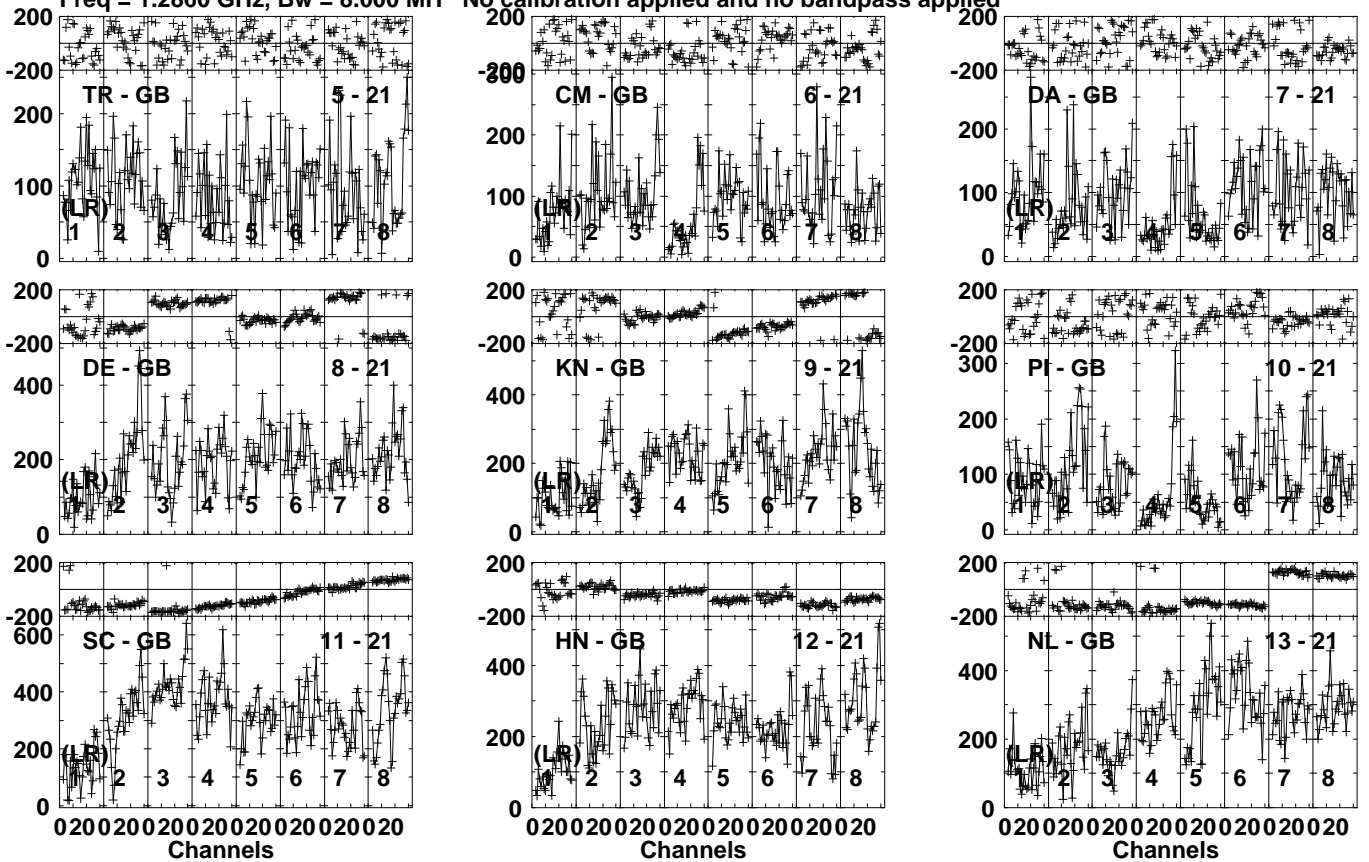 Freq = 1.2860 GHz, Bw = 8.000 MH No calibration applied and no bandpass applied
200 200 200
-200 -200 -200
300
TR - GB 5 - 21 CM - GB 6 - 21 DA - GB 7 - 21
200 200 200
100 100 100
(LR) (LR) (LR)
1 2 3 4 5 6 7 8 1 2 3 4 5 6 7 8 1 2 3 4 5 6 7 8
0 0 0
200 200 200
-200 -200 -200
DE - GB 8 - 21 KN - GB 9 - 21 PI - GB 10 - 21
300
400 400
200
200 200
100
(LR) (LR) (LR)
1 2 3 4 5 6 7 8 1 2 3 4 5 6 7 8 1 2 3 4 5 6 7 8
0 0 0
200 200 200
-200 -200 -200
600
SC - GB 11 - 21 HN - GB 12 - 21 NL - GB 13 - 21
400 400 400
200 200 200
(LR) (LR) (LR)
1 2 3 4 5 6 7 8 1 2 3 4 5 6 7 8 1 2 3 4 5 6 7 8
0 0 0
0 20 0 20 0 20 0 20 0 20 0 20 0 20 0 20 0 20 0 20 0 20 0 20 0 20 0 20 0 20 0 20 0 20 0 20 0 20 0 20 0 20 0 20 0 20 0 20
Channels Channels Channels